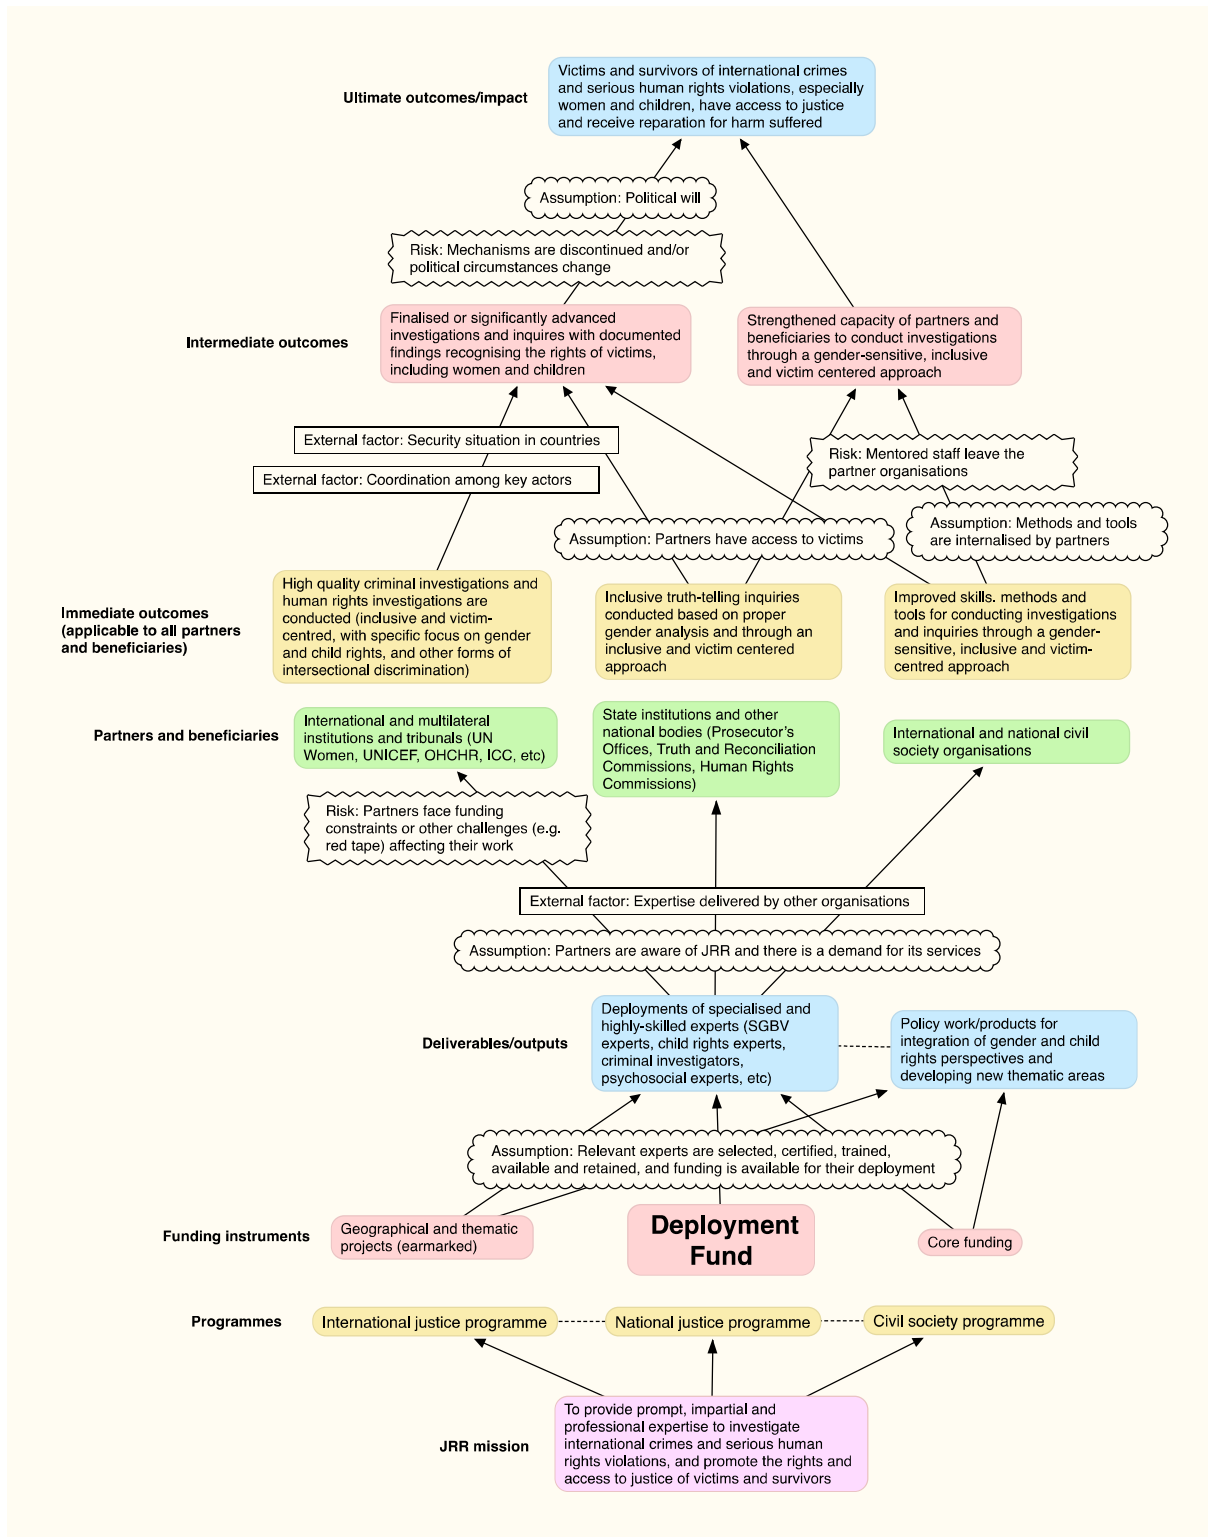 Ultimate outcomes/impact
Victims and survivors of international crimes
and serious human rights violations, especially
women and children, have access to justice
and receive reparation for harm suffered
Assumption: Political will
Risk: Mechanisms are discontinued and/or
political circumstances change
Intermediate outcomes
Finalised or significantly advanced
investigations and inquires with documented
findings recognising the rights of victims,
including women and children
Strengthened capacity of partners and
beneficiaries to conduct investigations
through a gender-sensitive, inclusive
and victim centered approach
External factor: Security situation in countries
External factor: Coordination among key actors
Risk: Mentored staff leave the
partner organisations
Assumption: Partners have access to victims
Assumption: Methods and tools
are internalised by partners
Immediate outcomes
(applicable to all partners
and beneficiaries)
High quality criminal investigations and
human rights investigations are
conducted (inclusive and victim-
centred, with specific focus on gender
and child rights, and other forms of
intersectional discrimination)
Inclusive truth-telling inquiries
conducted based on proper
gender analysis and through an
inclusive and victim centered
approach
Improved skills. methods and
tools for conducting investigations
and inquiries through a gender-
sensitive, inclusive and victim-
centred approach
Partners and beneficiaries
International and multilateral
institutions and tribunals (UN
Women, UNICEF, OHCHR, ICC, etc)
State institutions and other
national bodies (Prosecutor's
Offices, Truth and Reconciliation
Commissions, Human Rights
Commissions)
International and national civil
society organisations
Risk: Partners face funding
constraints or other challenges (e.g.
red tape) affecting their work
External factor: Expertise delivered by other organisations
Assumption: Partners are aware of JRR and there is a demand for its services
Deliverables/outputs
Deployments of specialised and
highly-skilled experts (SGBV
experts, child rights experts,
criminal investigators,
psychosocial experts, etc)
Policy work/products for
integration of gender and child
rights perspectives and
developing new thematic areas
Assumption: Relevant experts are selected, certified, trained,
available and retained, and funding is available for their deployment
Funding instruments
Geographical and thematic
projects (earmarked)
Deployment
Fund
Core funding
Programmes
International justice programme
National justice programme
Civil society programme
JRR mission
To provide prompt, impartial and
professional expertise to investigate
international crimes and serious human
rights violations, and promote the rights and
access to justice of victims and survivors